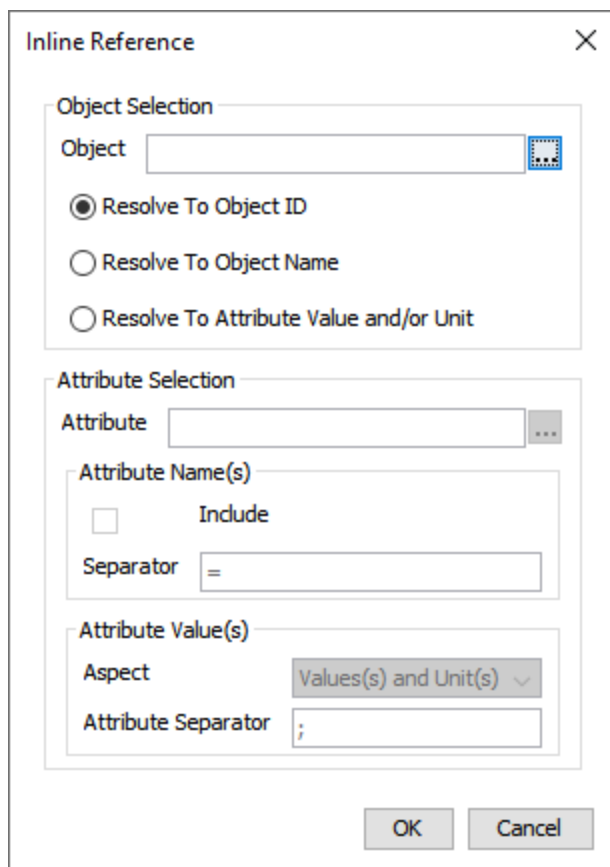 Inline Reference
Object Selection
Object
...
Resolve To Object ID
Resolve To Object Name
Resolve To Attribute Value and/or Unit
Attribute Selection
Attribute
...
Attribute Name(s)
Include
Separator =
Attribute Value(s)
Aspect Values(s) and Unit(s)
Attribute Separator ;
OK Cancel